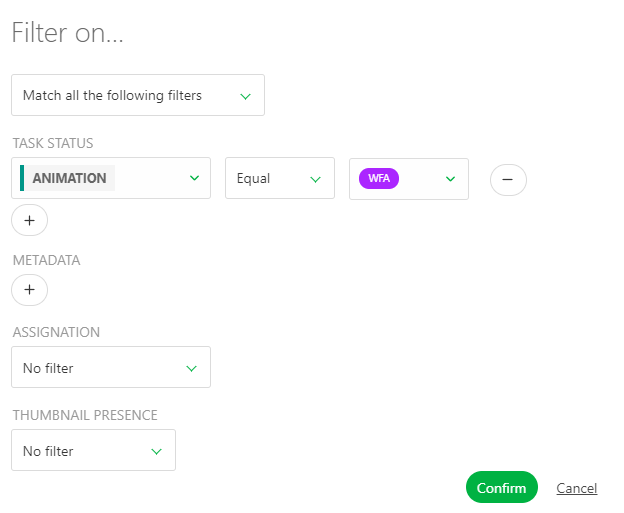 Filter on...
Match all the following filters
TASK STATUS
ANIMATION Equal WFA
METADATA
ASSIGNATION
No filter
THUMBNAIL PRESENCE
No filter
Confirm Cancel